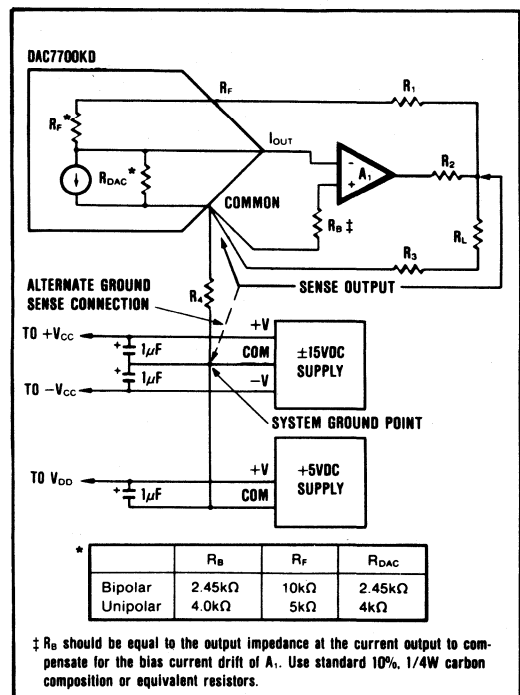 DAC7700KD
RF
R1
RF*
IOUT
RDAC
*
A1
-
+
R2
COMMON
RB ‡
RL
R3
ALTERNATE GROUND
SENSE CONNECTION
SENSE OUTPUT
R4
TO +VCC
+
1µF
+V
COM
±15VDC
SUPPLY
+
1µF
TO −VCC
−V
SYSTEM GROUND POINT
TO VDD
+
1µF
+V
COM
+5VDC
SUPPLY
*
RB RF RDAC
Bipolar 2.45kΩ 10kΩ 2.45kΩ
Unipolar 4.0kΩ 5kΩ 4kΩ
‡ RB should be equal to the output impedance at the current output to com-
pensate for the bias current drift of A1. Use standard 10%, 1/4W carbon
composition or equivalent resistors.